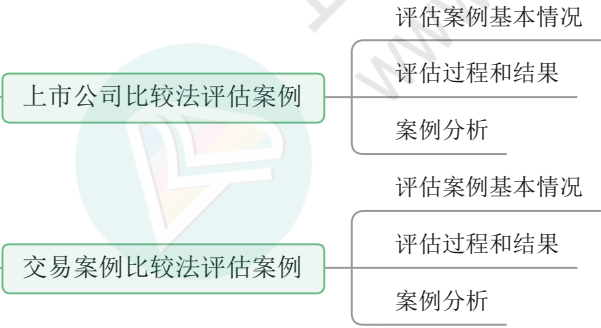 评估案例基本情况
上市公司比较法评估案例
评估过程和结果
案例分析
评估案例基本情况
交易案例比较法评估案例
评估过程和结果
案例分析